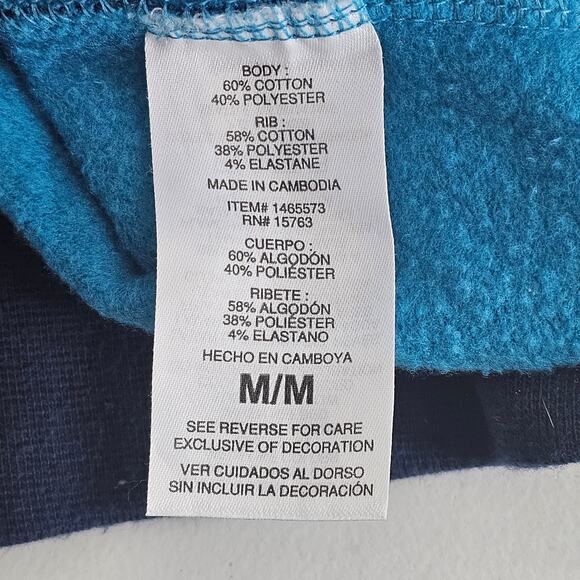 BODY :
60% COTTON
40% POLYESTER
RIB :
58% COTTON
38% POLYESTER
4% ELASTANE
MADE IN CAMBODIA
ITEM# 1465573
RN# 15763
CUERPO :
60% ALGODÓN
40% POLIÉSTER
RIBETE :
58% ALGODÓN
38% POLIÉSTER
4% ELASTANO
HECHO EN CAMBOYA
M/M
SEE REVERSE FOR CARE
EXCLUSIVE OF DECORATION
VER CUIDADOS AL DORSO
SIN INCLUIR LA DECORACIÓN